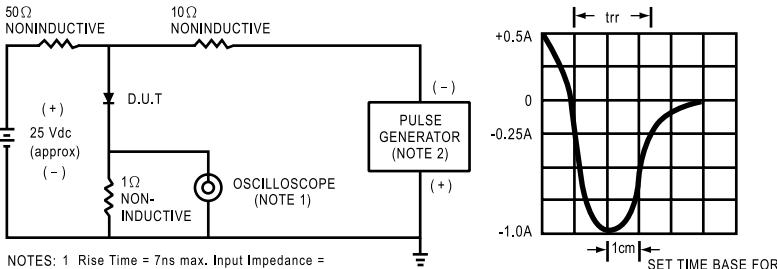 50Ω
NONINDUCTIVE
10Ω
NONINDUCTIVE
D.U.T
(+)
25 Vdc
(approx)
(-)
1Ω
NON-
INDUCTIVE
OSCILLOSCOPE
(NOTE 1)
(-)
PULSE
GENERATOR
(NOTE 2)
(+)
trr
+0.5A
0
-0.25A
-1.0A
1cm
NOTES: 1 Rise Time = 7ns max. Input Impedance =
SET TIME BASE FOR